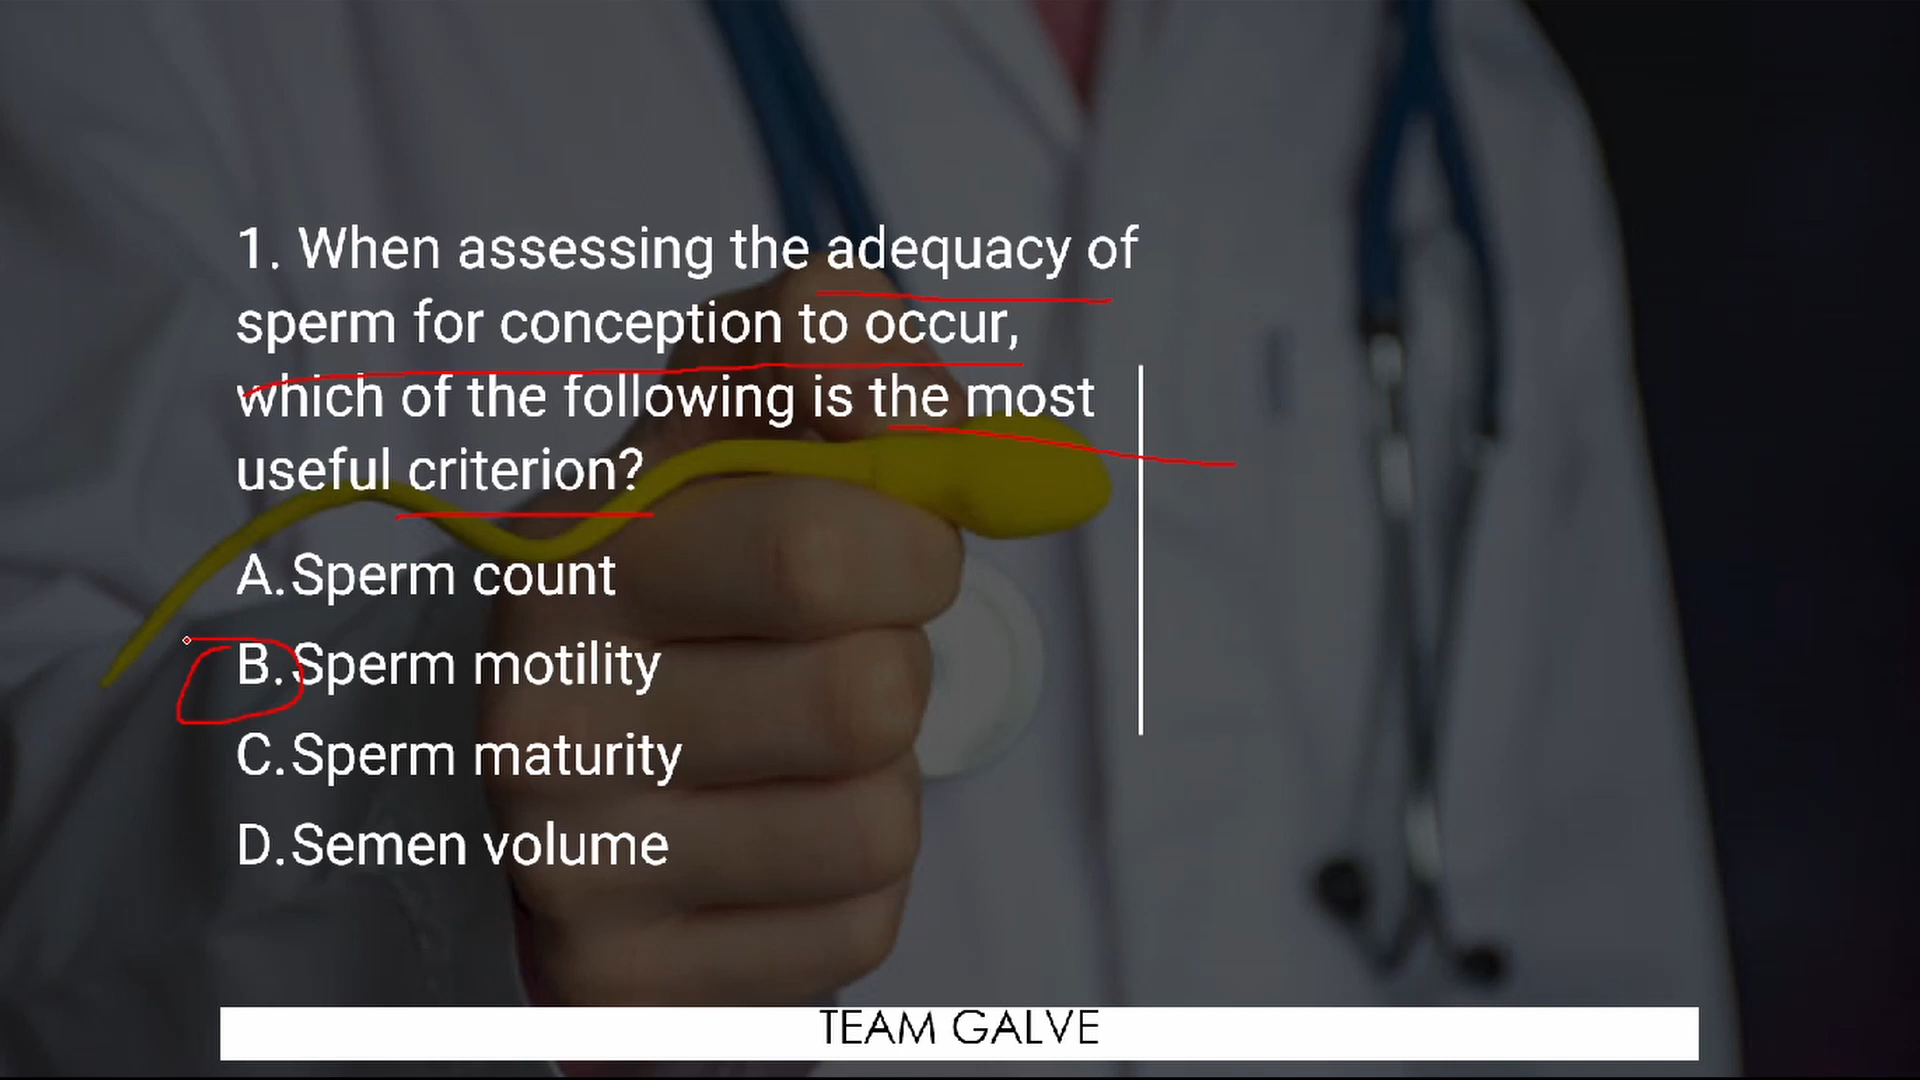 1. When assessing the adequacy of
sperm for conception to occur,
which of the following is the most
useful criterion?
A. Sperm count
B. Sperm motility
C. Sperm maturity
D. Semen volume
TEAM GALVE